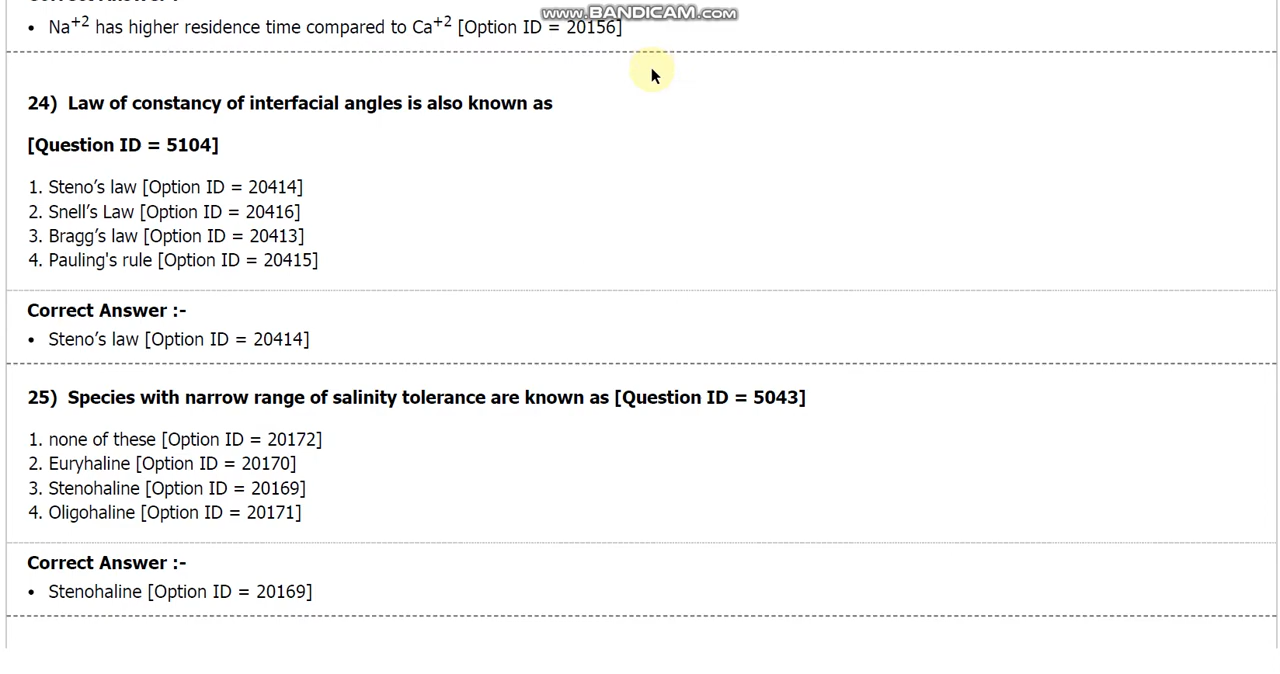 www.BANDICAM.com
• Na+2 has higher residence time compared to Ca+2 [Option ID = 20156]
24) Law of constancy of interfacial angles is also known as
[Question ID = 5104]
1. Steno’s law [Option ID = 20414]
2. Snell’s Law [Option ID = 20416]
3. Bragg’s law [Option ID = 20413]
4. Pauling's rule [Option ID = 20415]
Correct Answer :-
• Steno’s law [Option ID = 20414]
25) Species with narrow range of salinity tolerance are known as [Question ID = 5043]
1. none of these [Option ID = 20172]
2. Euryhaline [Option ID = 20170]
3. Stenohaline [Option ID = 20169]
4. Oligohaline [Option ID = 20171]
Correct Answer :-
• Stenohaline [Option ID = 20169]